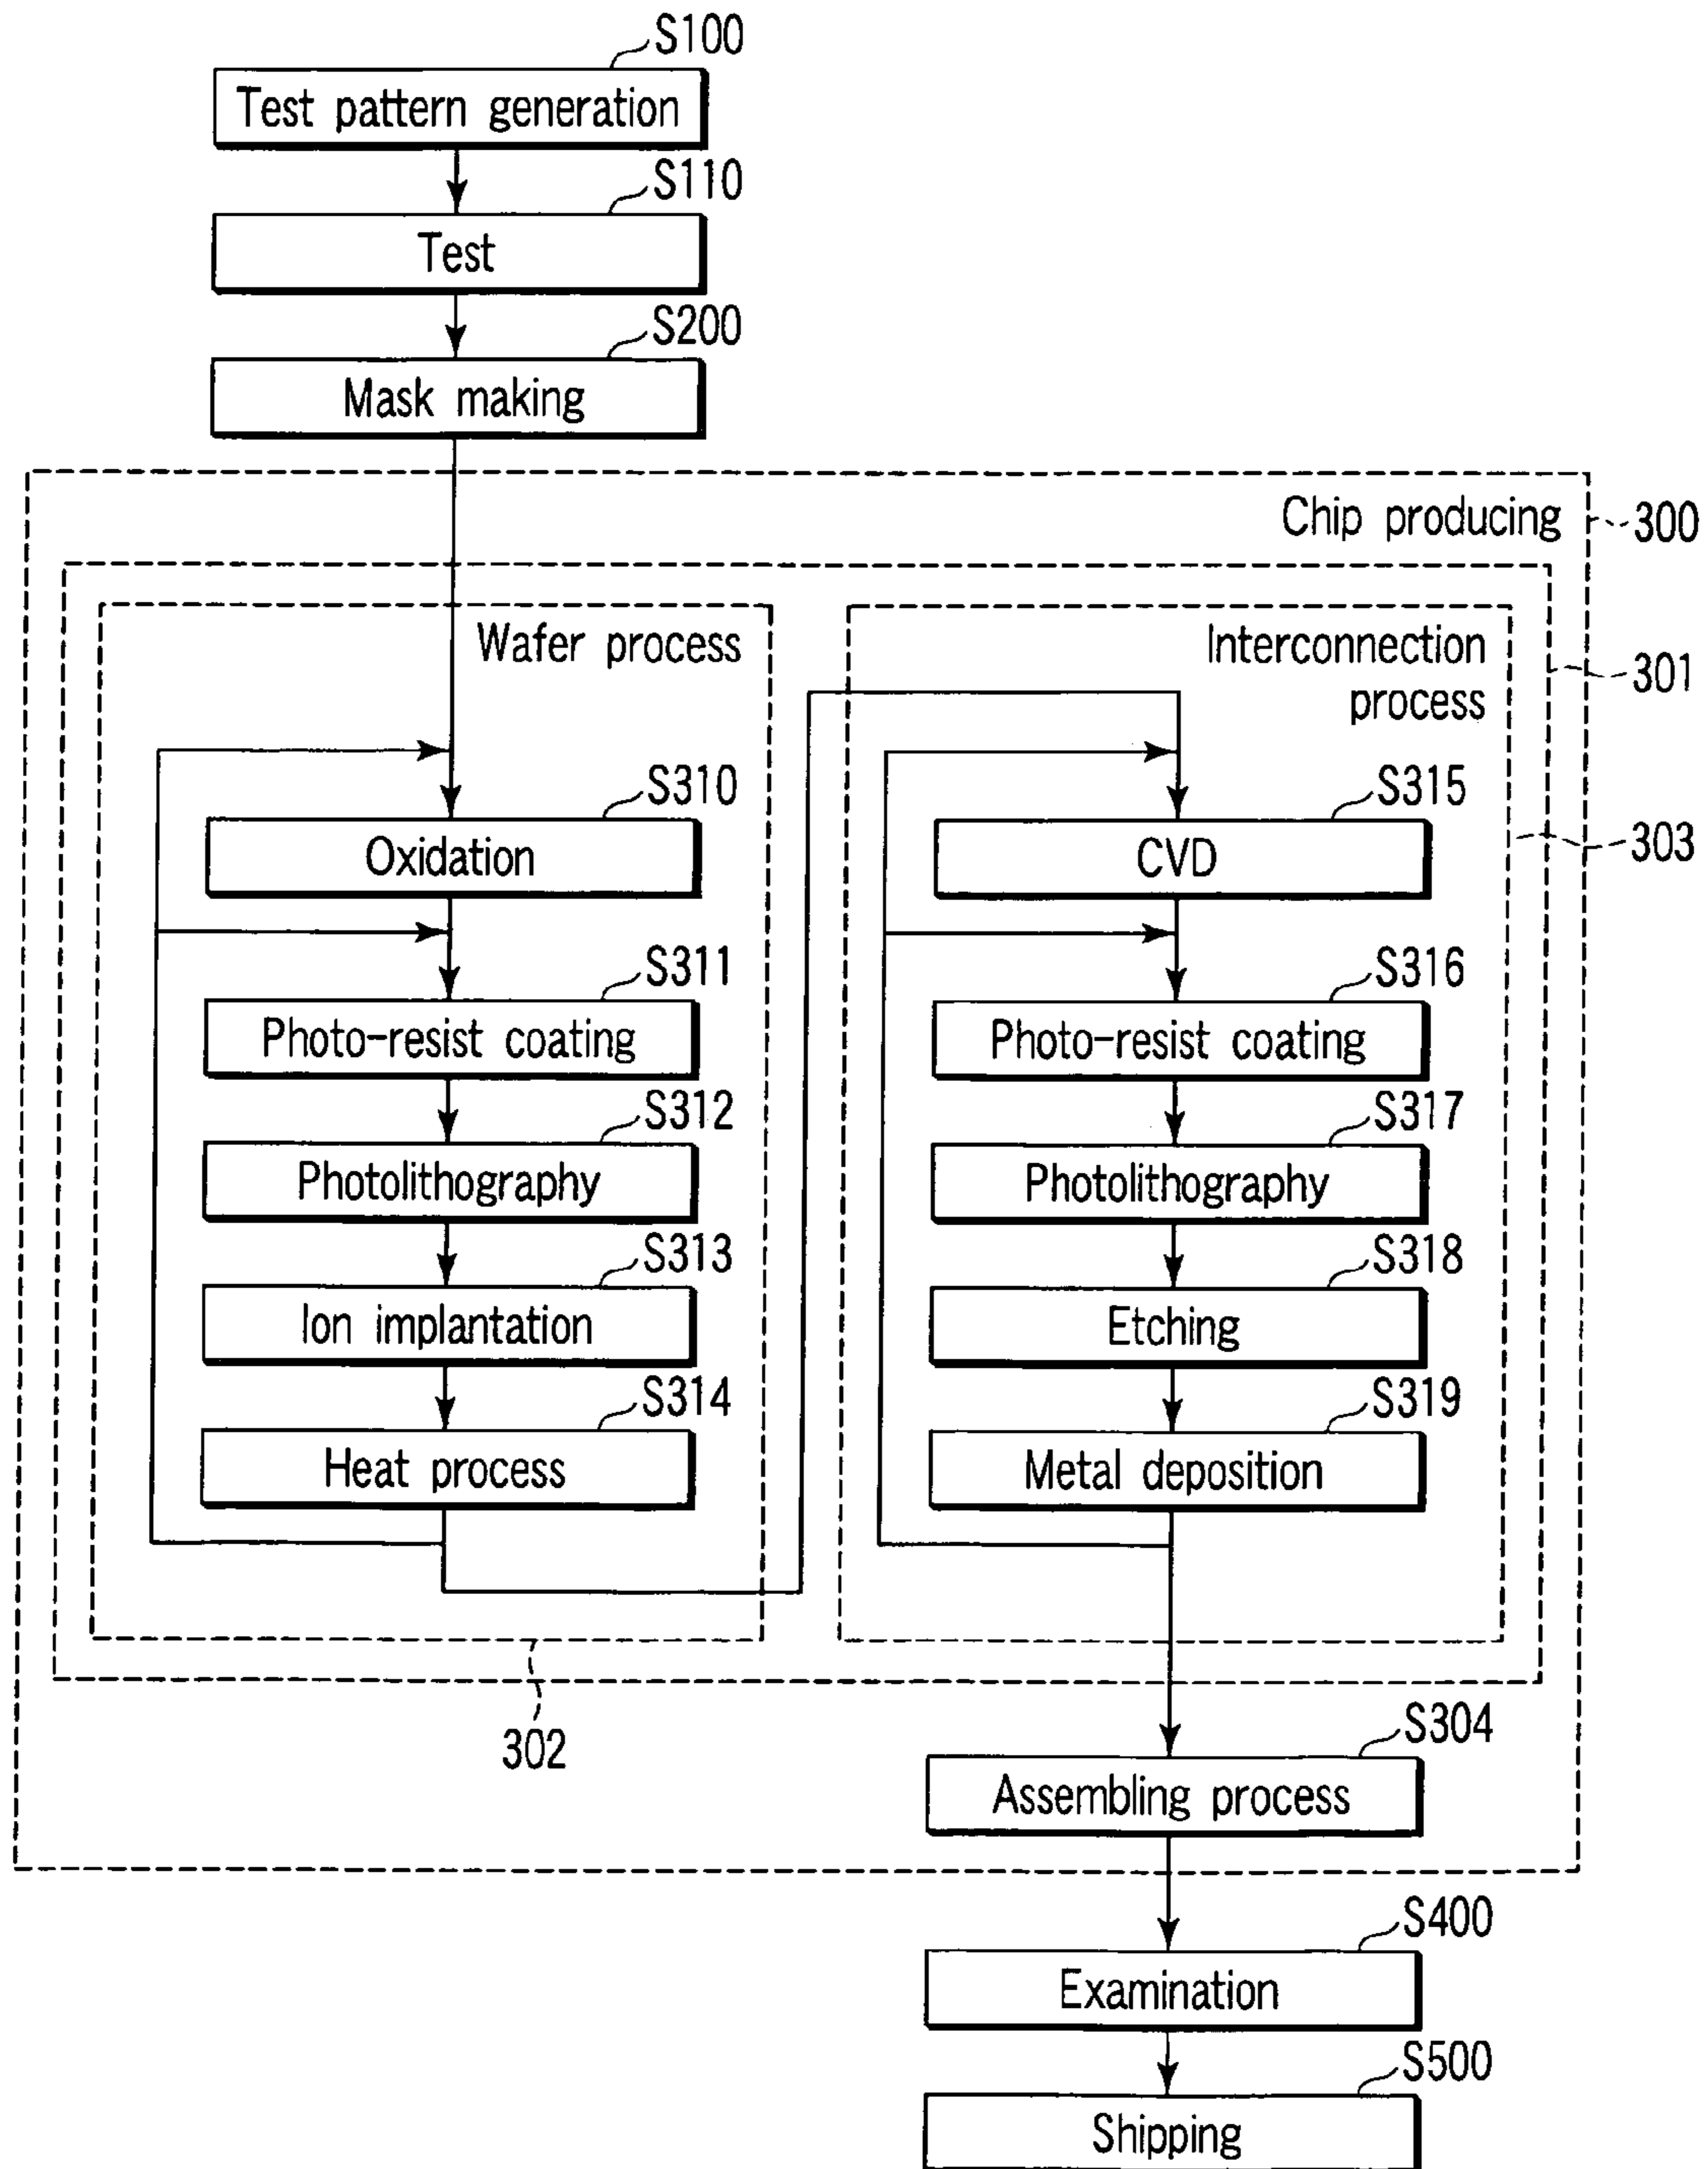 S100
Test pattern generation
S110
Test
S200
Mask making
Chip producing
300
Wafer process
Interconnection
process
301
S310
Oxidation
S315
CVD
303
S311
Photo-resist coating
S316
Photo-resist coating
S312
Photolithography
S317
Photolithography
S313
Ion implantation
S318
Etching
S314
Heat process
S319
Metal deposition
302
S304
Assembling process
S400
Examination
S500
Shipping